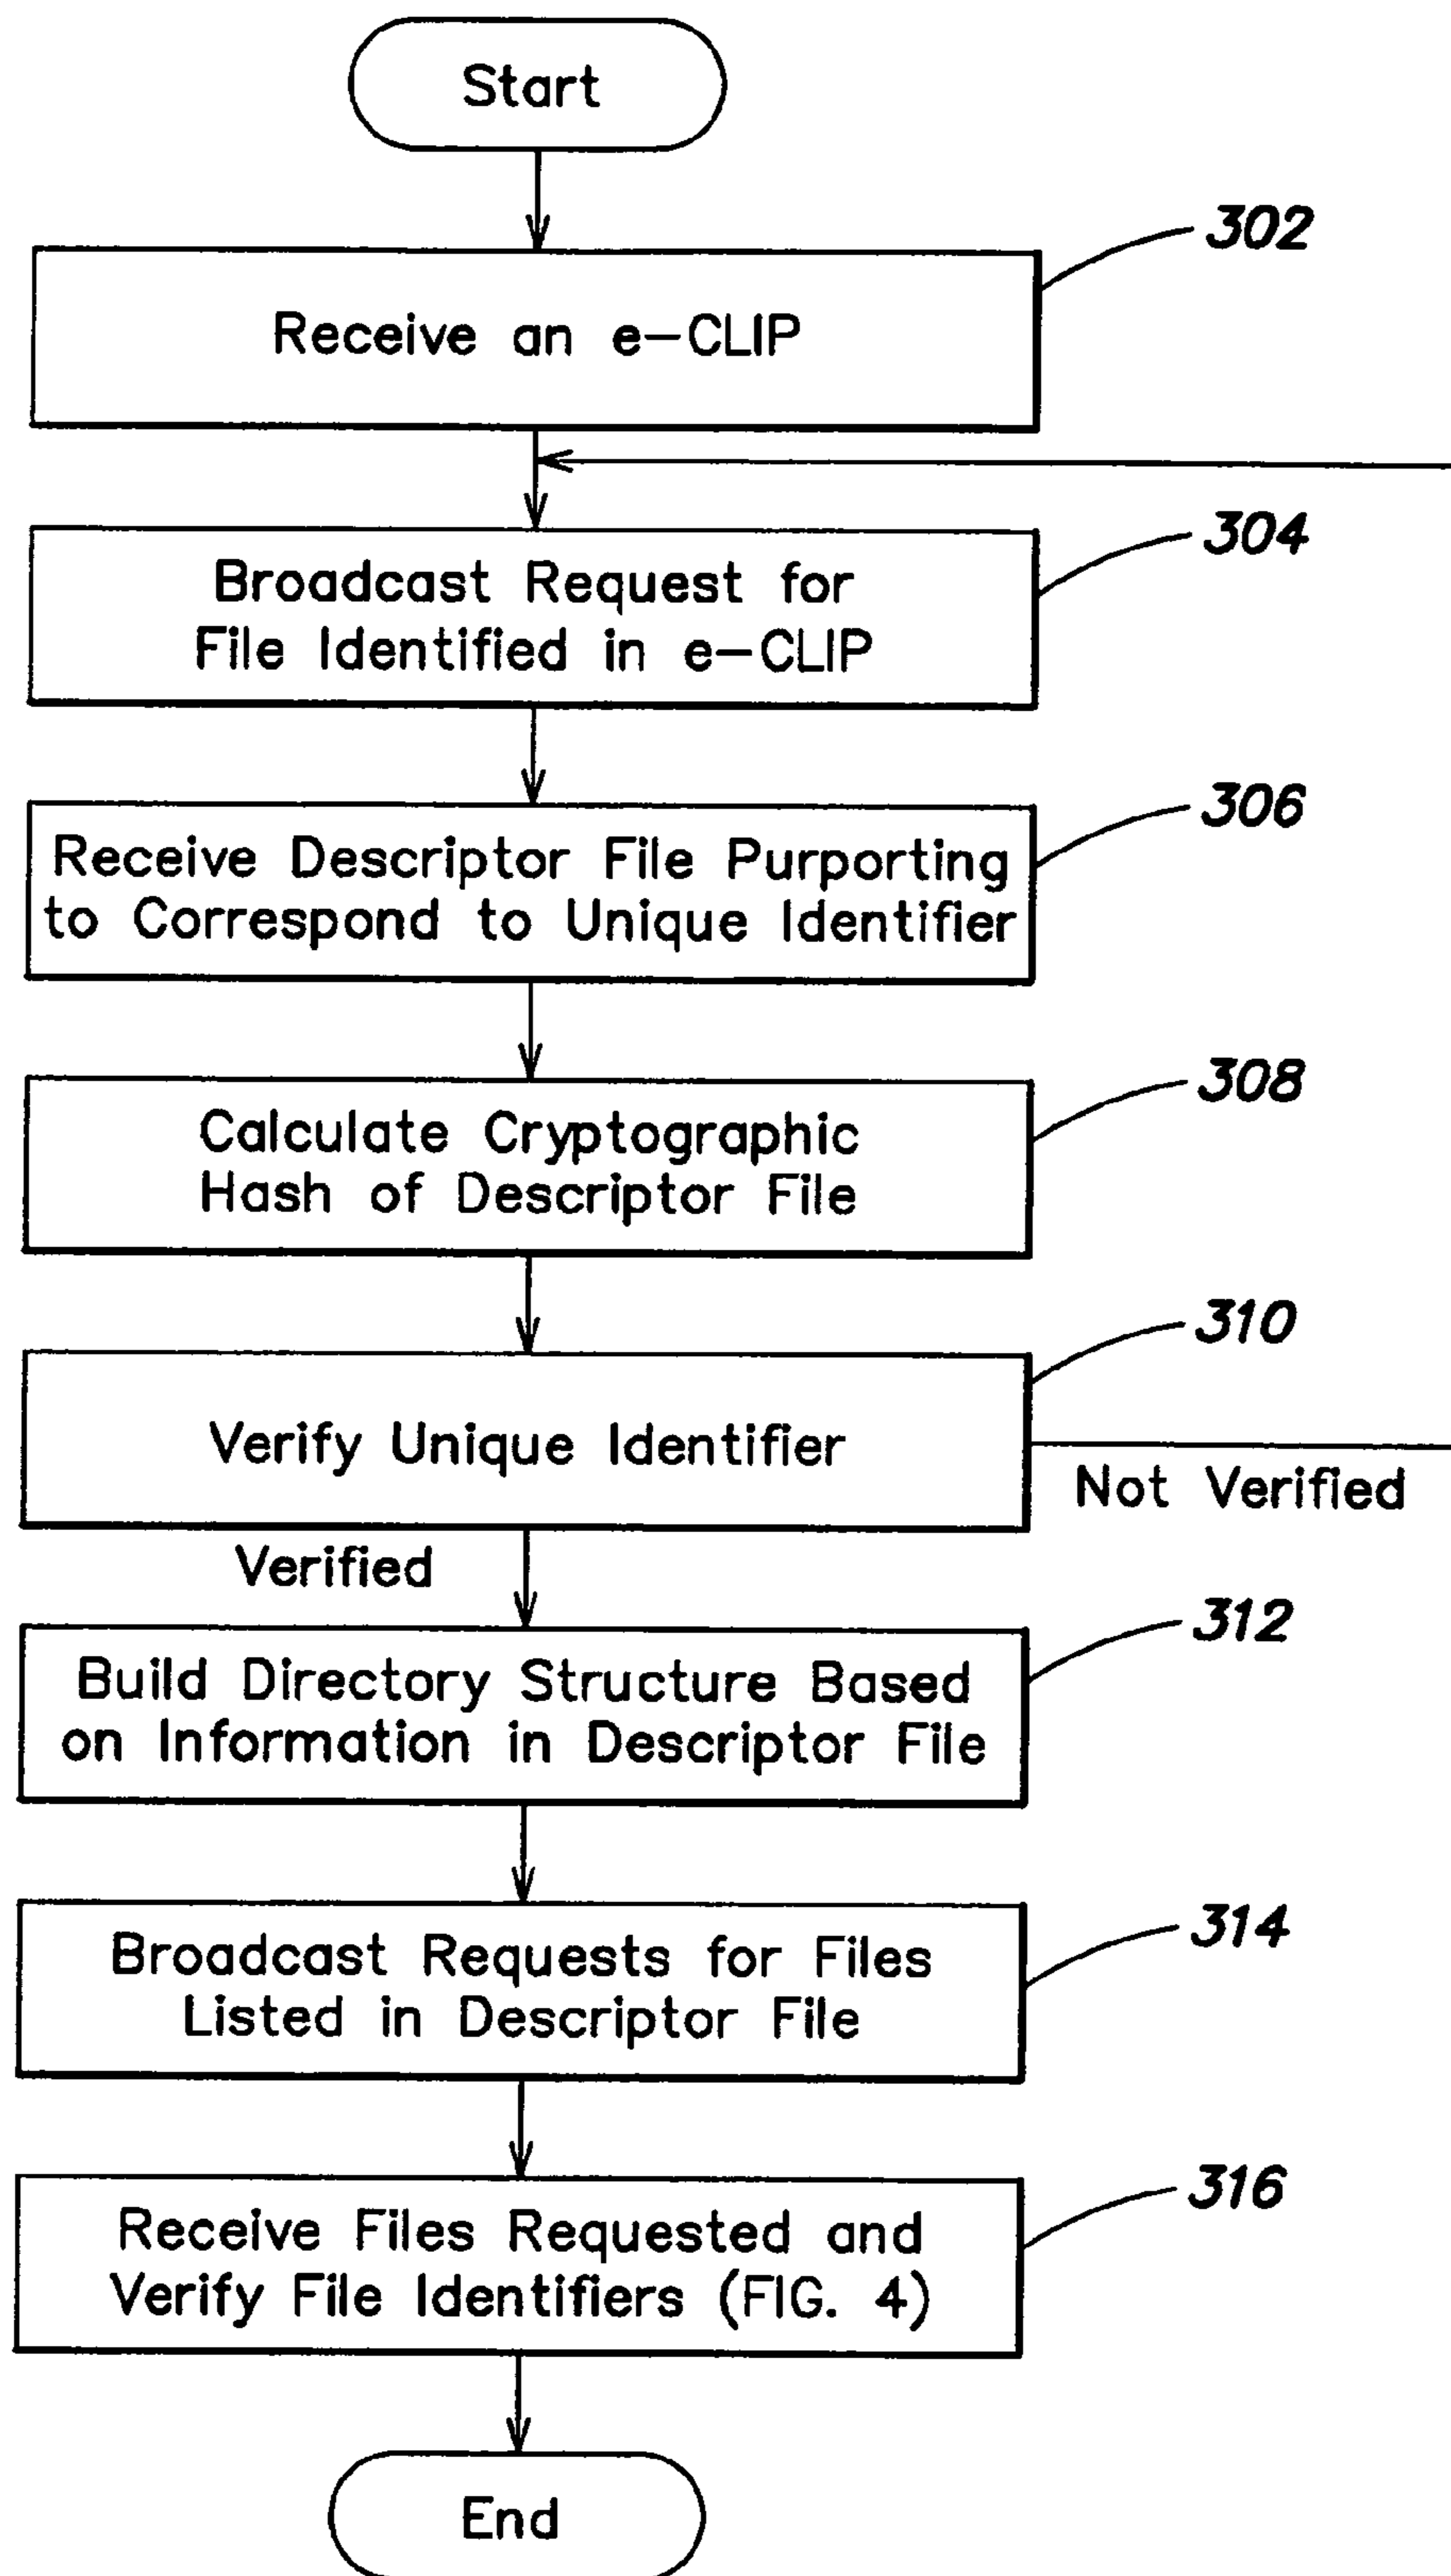 Start
302
Receive an e-CLIP
304
Broadcast Request for
File Identified in e-CLIP
306
Receive Descriptor File Purporting
to Correspond to Unique Identifier
308
Calculate Cryptographic
Hash of Descriptor File
310
Verify Unique Identifier
Not Verified
Verified
312
Build Directory Structure Based
on Information in Descriptor File
314
Broadcast Requests for Files
Listed in Descriptor File
316
Receive Files Requested and
Verify File Identifiers (FIG. 4)
End